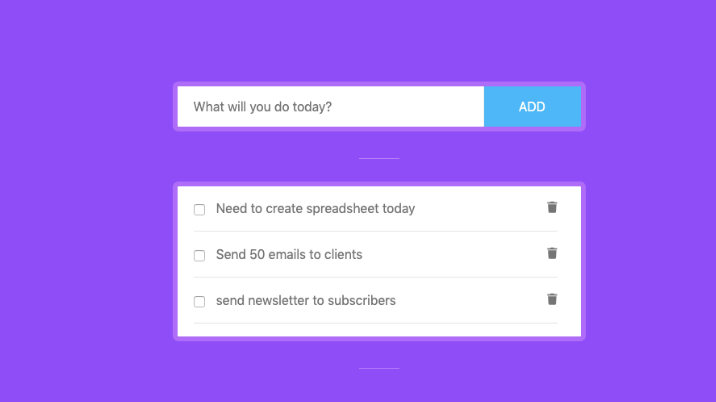 What will you do today?
ADD
Need to create spreadsheet today
Send 50 emails to clients
send newsletter to subscribers